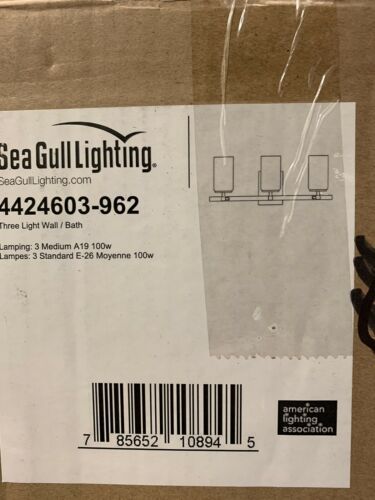 Sea Gull Lighting®
SeaGullLighting.com
4424603-962
Three Light Wall / Bath
Lamping: 3 Medium A19 100w
Lampes: 3 Standard E-26 Moyenne 100w
7 85652 10894 5
american
lighting
association